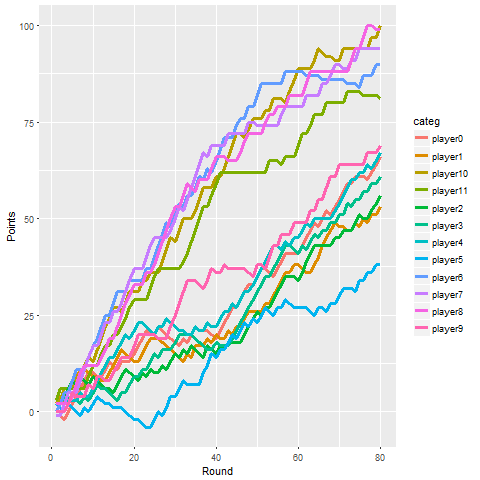 100
75
50
25
0
0
20
40
60
80
Round
Points
categ
player0
player1
player10
player11
player2
player3
player4
player5
player6
player7
player8
player9